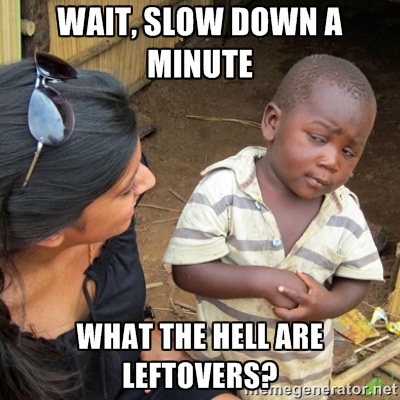 WAIT, SLOW DOWN A
MINUTE
WHAT THE HELL ARE
LEFTOVERS?
memegenerator.net